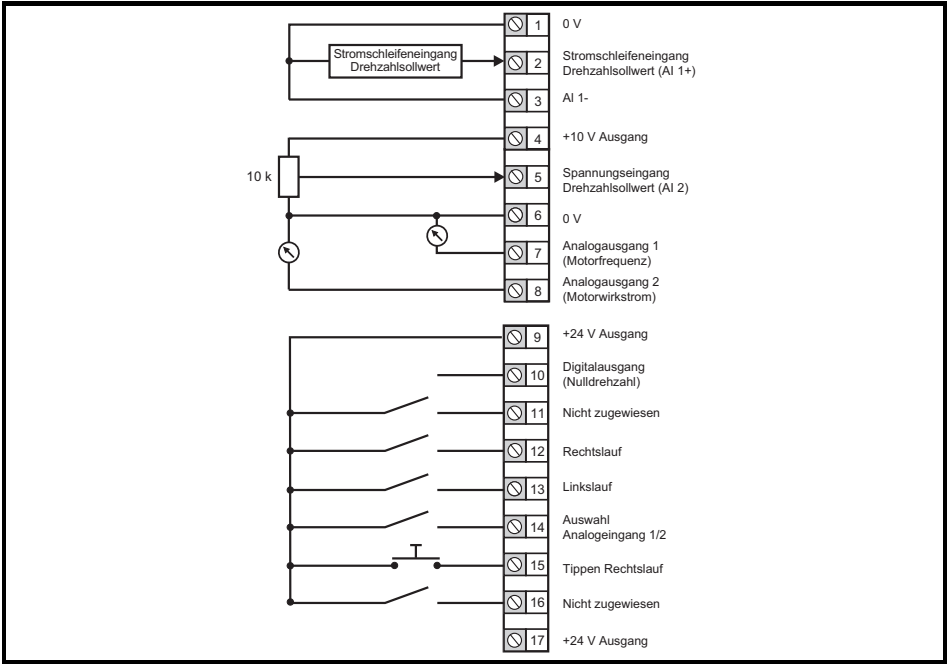 1 0 V
Stromschleifeneingang
Drehzahlsollwert
2 Stromschleifeneingang
Drehzahlsollwert (AI 1+)
3 AI 1-
4 +10 V Ausgang
10 k
5 Spannungseingang
Drehzahlsollwert (AI 2)
6 0 V
7 Analogausgang 1
(Motorfrequenz)
8 Analogausgang 2
(Motorwirkstrom)
9 +24 V Ausgang
10 Digitalausgang
(Nulldrehzahl)
11 Nicht zugewiesen
12 Rechtslauf
13 Linkslauf
14 Auswahl
Analogeingang 1/2
15 Tippen Rechtslauf
16 Nicht zugewiesen
17 +24 V Ausgang